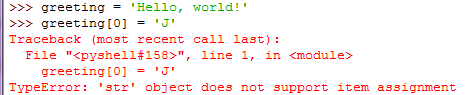 >>> greeting = 'Hello, world!'
>>> greeting[0] = 'J'
Traceback (most recent call last):
  File "<pyshell#158>", line 1, in <module>
    greeting[0] = 'J'
TypeError: 'str' object does not support item assignment